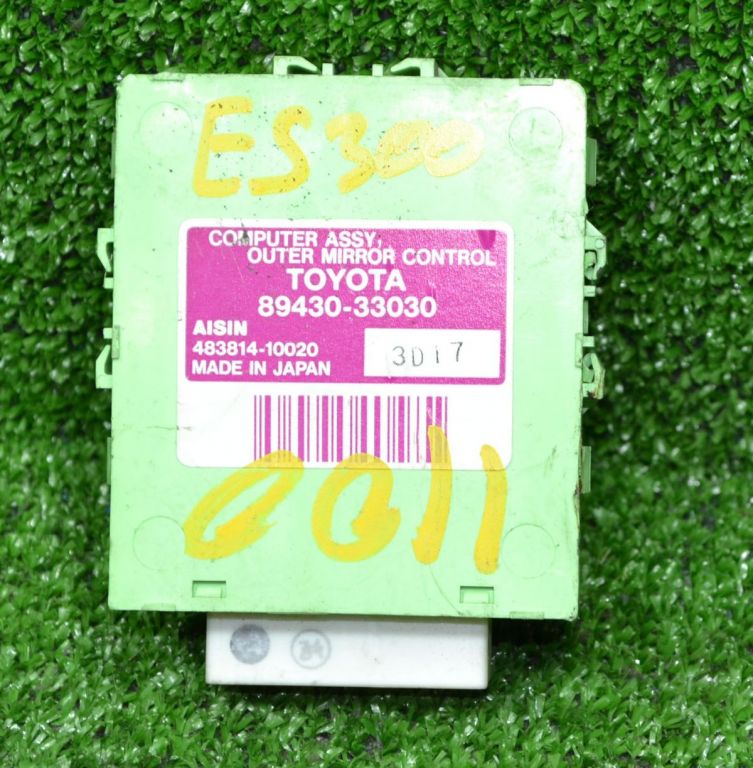 ES300
COMPUTER ASSY,
OUTER MIRROR CONTROL
TOYOTA
89430-33030
AISIN
483814-10020
3D17
MADE IN JAPAN
0011